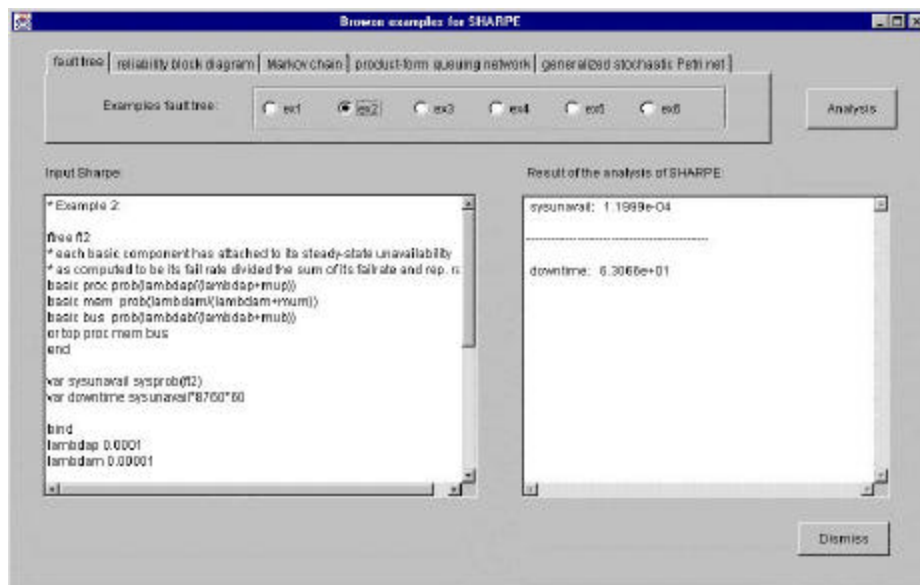 Browse examples for SHARPE
fault tree reliability block diagram Markov chain product-form queuing network generalized stochastic Petri net
Examples fault tree: ex1 ex2 ex3 ex4 ex5 ex6
Analysis
Input Sharpe:
* Example 2:
ftree ft2
* each basic component has attached to its steady-state unavailability
* as computed to be its fail rate divided the sum of its failrate and rep. r
basic proc prob(lambdap/(lambdap+mup))
basic mem prob(lambdam/(lambdam+mum))
basic bus prob(lambdab/(lambdab+mub))
or top proc mem bus
end
var sysunavail sysprob(ft2)
var downtime sysunavail*8760*60
bind
lambdap 0.0001
lambdam 0.00001
Result of the analysis of SHARPE:
sysunavail: 1.1999e-04
----------------------------------------
downtime: 6.3066e+01
Dismiss